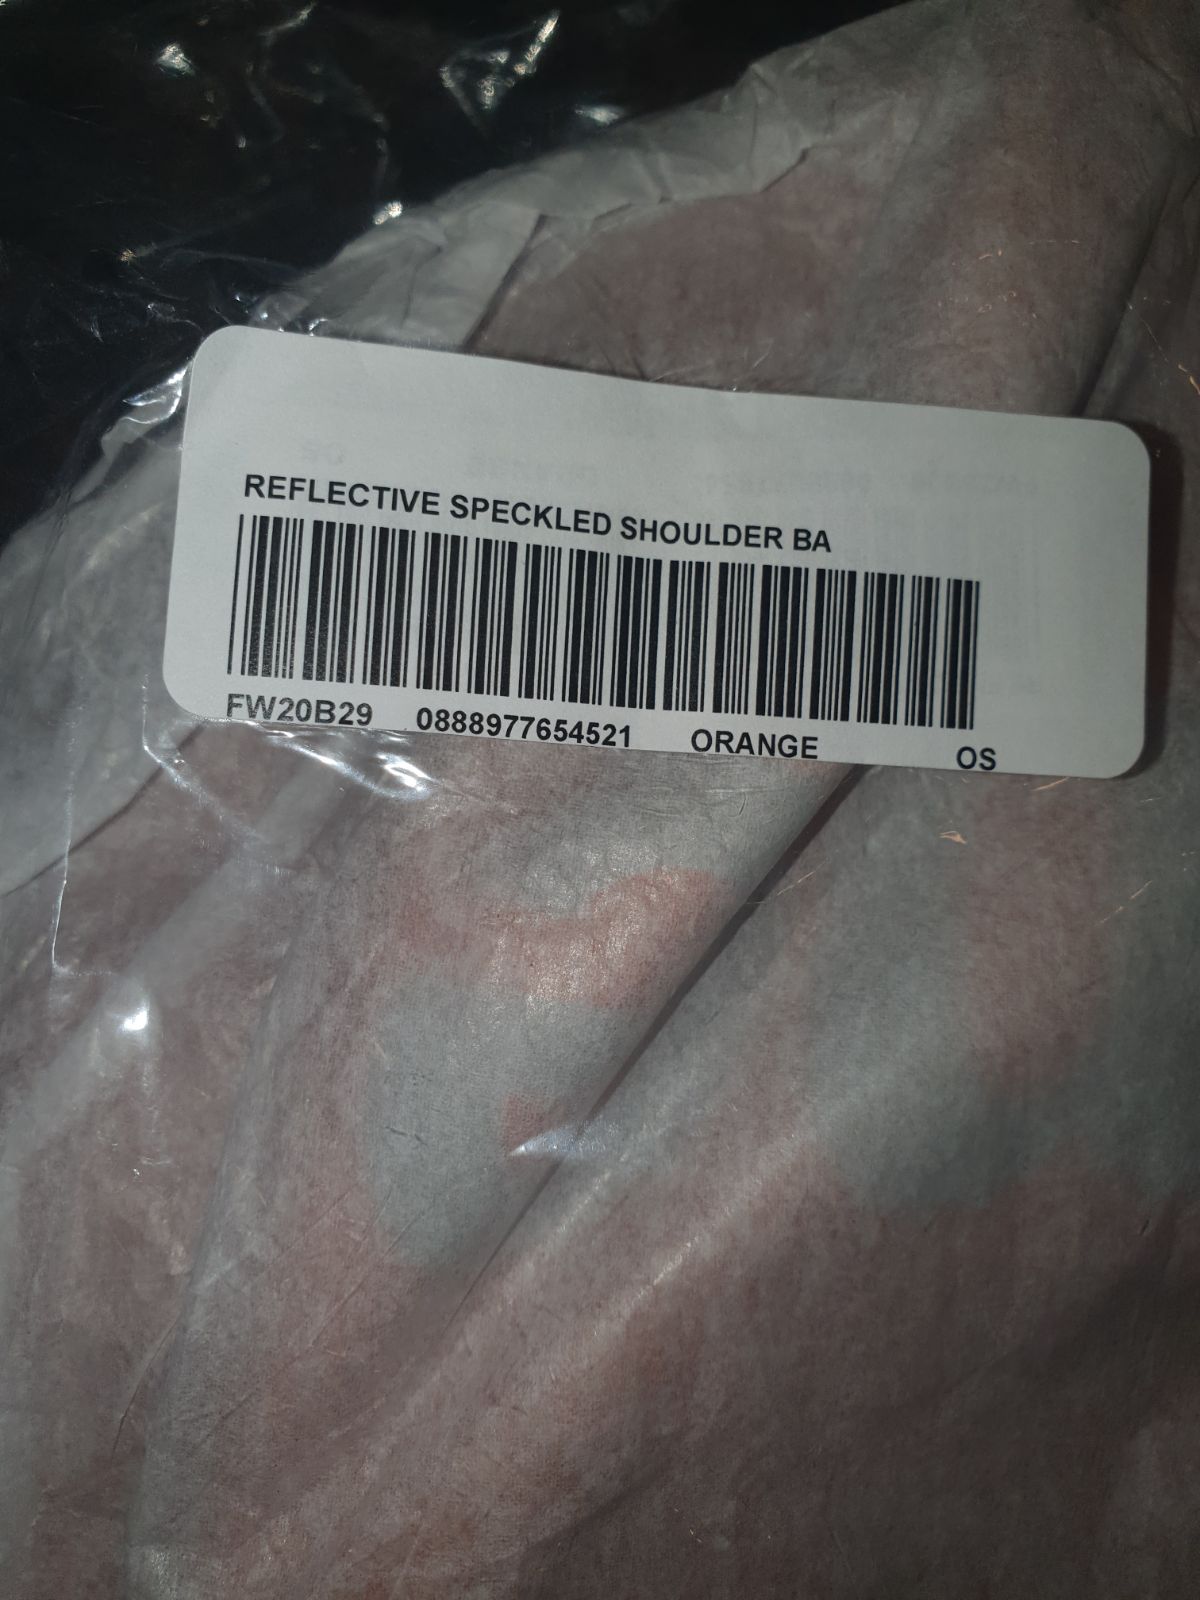 REFLECTIVE SPECKLED SHOULDER BA
FW20B29 0888977654521 ORANGE OS